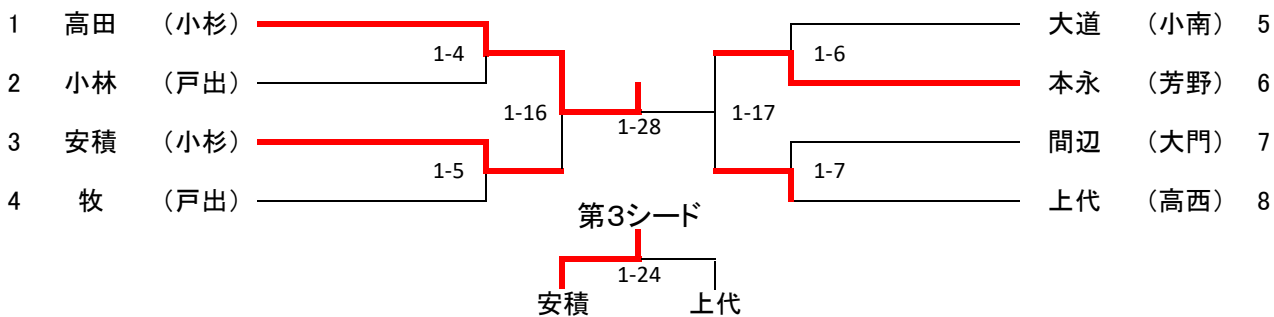 1 高田 （小杉） 大道 （小南） 5
1-4 1-6
2 小林 （戸出） 本永 （芳野） 6
1-16 1-28 1-17
3 安積 （小杉） 間辺 （大門） 7
1-5 1-7
4 牧 （戸出） 上代 （高西） 8
第3シード
1-24
安積 上代